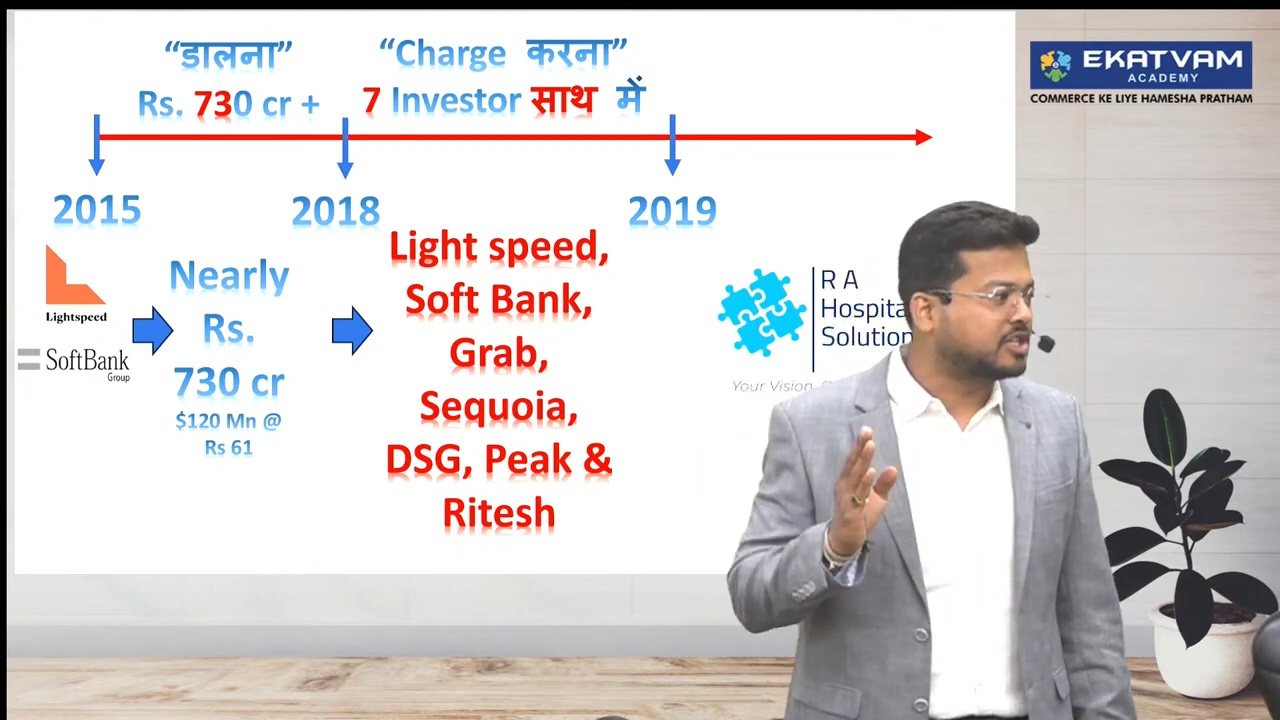 “डालना”
Rs. 730 cr +
“Charge करना”
7 Investor साथ में
2015
2018
2019
Lightspeed
SoftBank
Group
Nearly
Rs.
730 cr
$120 Mn @
Rs 61
Light speed,
Soft Bank,
Grab,
Sequoia,
DSG, Peak &
Ritesh
R A
Hospita
Solution
Your Vision
EKATVAM
ACADEMY
COMMERCE KE LIYE HAMESHA PRATHAM